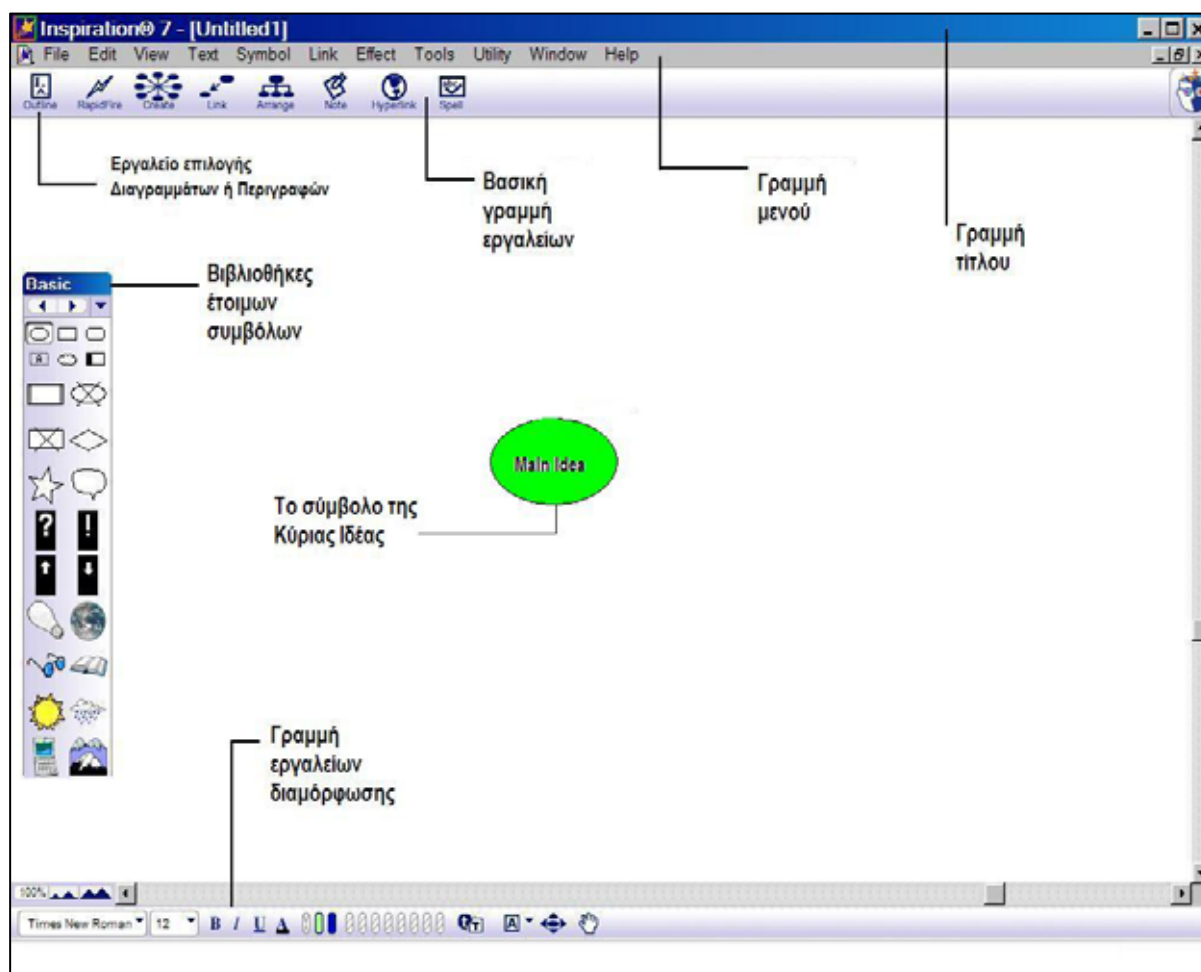 Inspiration® 7 - [Untitled1]
File Edit View Text Symbol Link Effect Tools Utility Window Help
Outline RapidFire Create Link Arrange Note Hyperlink Spell
Εργαλείο επιλογής
Διαγραμμάτων ή Περιγραφών
Βασική
γραμμή
εργαλείων
Γραμμή
μενού
Γραμμή
τίτλου
Βιβλιοθήκες
έτοιμων
συμβόλων
Basic
A
?
!
Main Idea
Το σύμβολο της
Κύριας Ιδέας
Γραμμή
εργαλείων
διαμόρφωσης
100%
Times New Roman 12 B I U A A